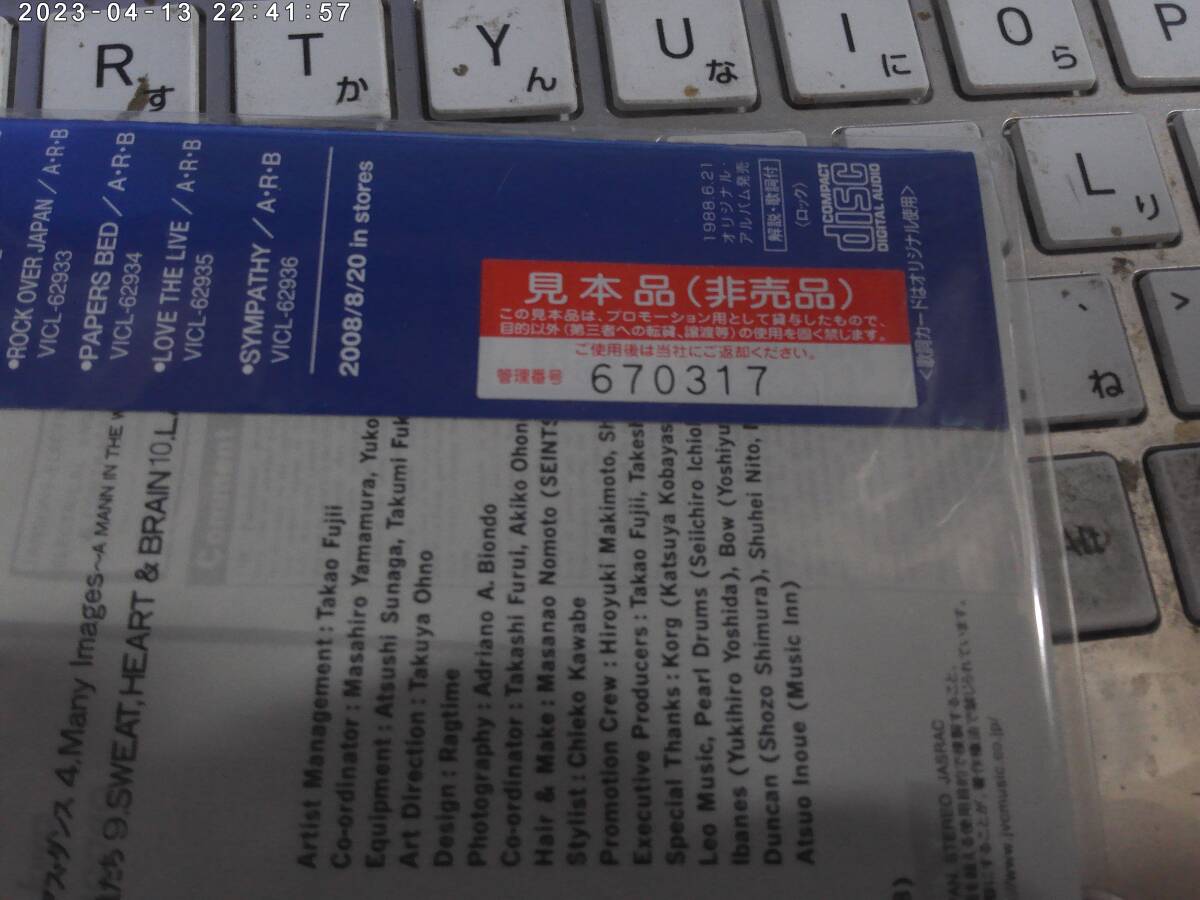 2023-04-13 22:41:57
R す
T か
Y ん
U な
I に
O ら
P
L り
ね
•ROCK OVER JAPAN / A•R•B
VICL-62933
•PAPERS BED / A•R•B
VICL-62934
•LOVE THE LIVE / A•R•B
VICL-62935
•SYMPATHY / A•R•B
VICL-62936
2008/8/20 in stores
1988.6.21
オリジナル・
アルバム発売
解説・歌詞付
(ロック)
COMPACT
disc
DIGITAL AUDIO
<歌詞カードはオリジナル使用>
見本品(非売品)
この見本品は、プロモーション用として貸与したもので、
目的以外(第三者への転貸、譲渡等)の使用を固く禁じます。
ご使用後は当社にご返却ください。
管理番号 670317
4.Many Images~A MANN IN THE
9.SWEAT,HEART & BRAIN 10.
Artist Management : Takao Fujii
Co-ordinator : Masahiro Yamamura, Yuko
Equipment : Atsushi Sunaga, Takumi
Art Direction : Takuya Ohno
Design : Ragtime
Photography : Adriano A. Biondo
Co-ordinator : Takashi Furui, Akiko
Hair & Make : Masanao Nomoto (SEINTS
Stylist : Chieko Kawabe
Promotion Crew : Hiroyuki Makimoto,
Executive Producers : Takao Fujii,
Special Thanks : Korg (Katsuya
Leo Music, Pearl Drums (Seiichiro
Ibanes (Yukihiro Yoshida), Bow
Duncan (Shozo Shimura), Shuhei Nito,
Atsuo Inoue (Music Inn)
STEREO JASRAC